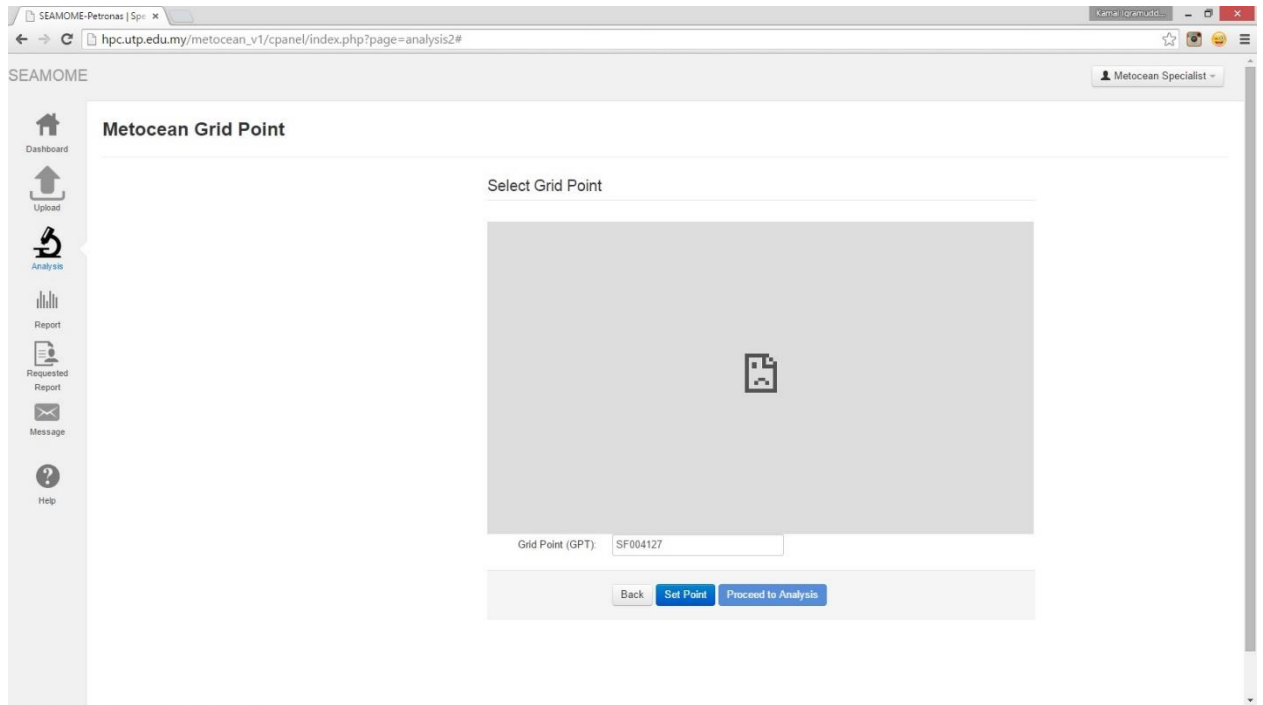 SEAMOME-Petronas | Spe
Kamal Iqramudd...
hpc.utp.edu.my/metocean_v1/cpanel/index.php?page=analysis2#
SEAMOME
Metocean Specialist
Dashboard
Upload
Analysis
Report
Requested
Report
Message
Help
Metocean Grid Point
Select Grid Point
Grid Point (GPT):
SF004127
Back
Set Point
Proceed to Analysis